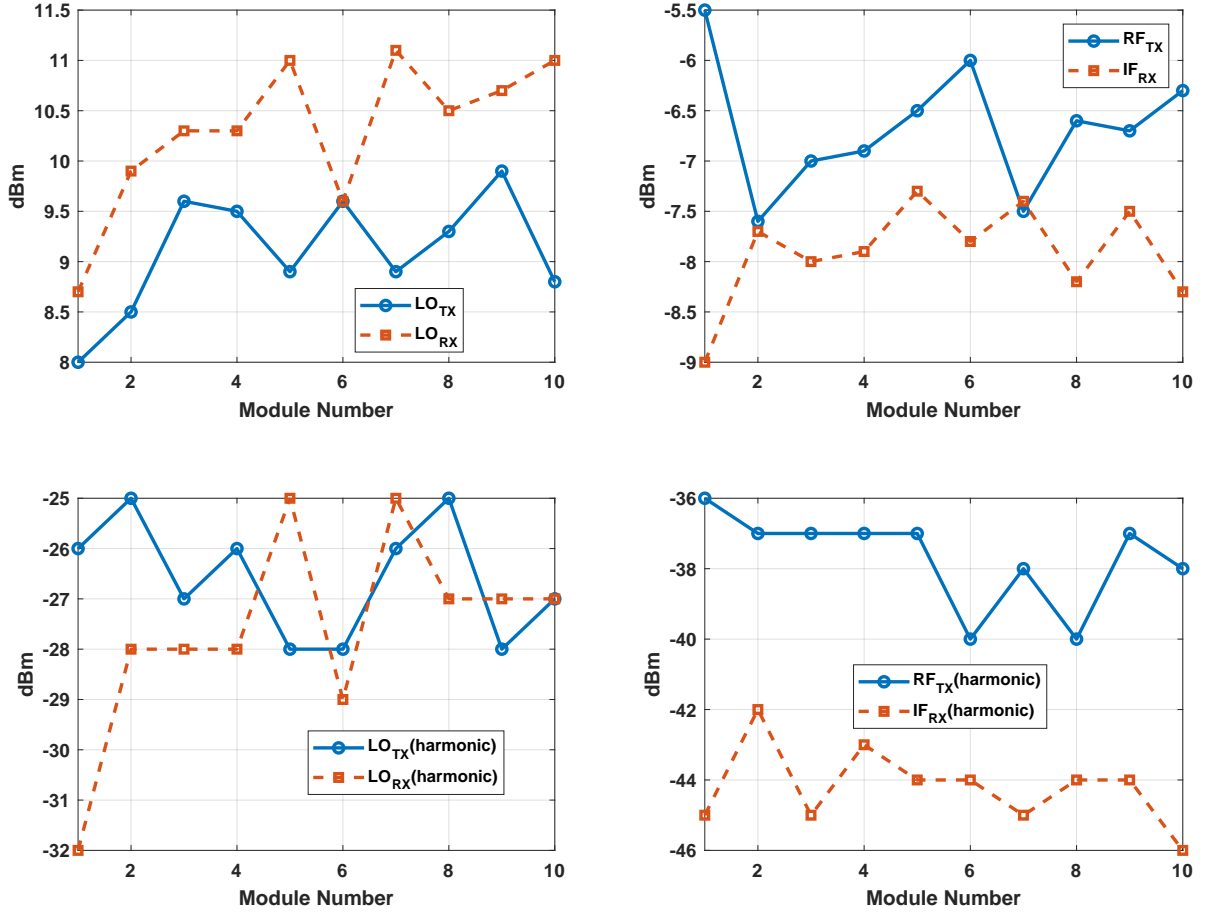 11.5
11
10.5
10
9.5
9
8.5
8
dBm
2 4 6 8 10
Module Number
LO_TX
LO_RX
-5.5
-6
-6.5
-7
-7.5
-8
-8.5
-9
dBm
2 4 6 8 10
Module Number
RF_TX
IF_RX
-25
-26
-27
-28
-29
-30
-31
-32
dBm
2 4 6 8 10
Module Number
LO_TX(harmonic)
LO_RX(harmonic)
-36
-38
-40
-42
-44
-46
dBm
2 4 6 8 10
Module Number
RF_TX(harmonic)
IF_RX(harmonic)